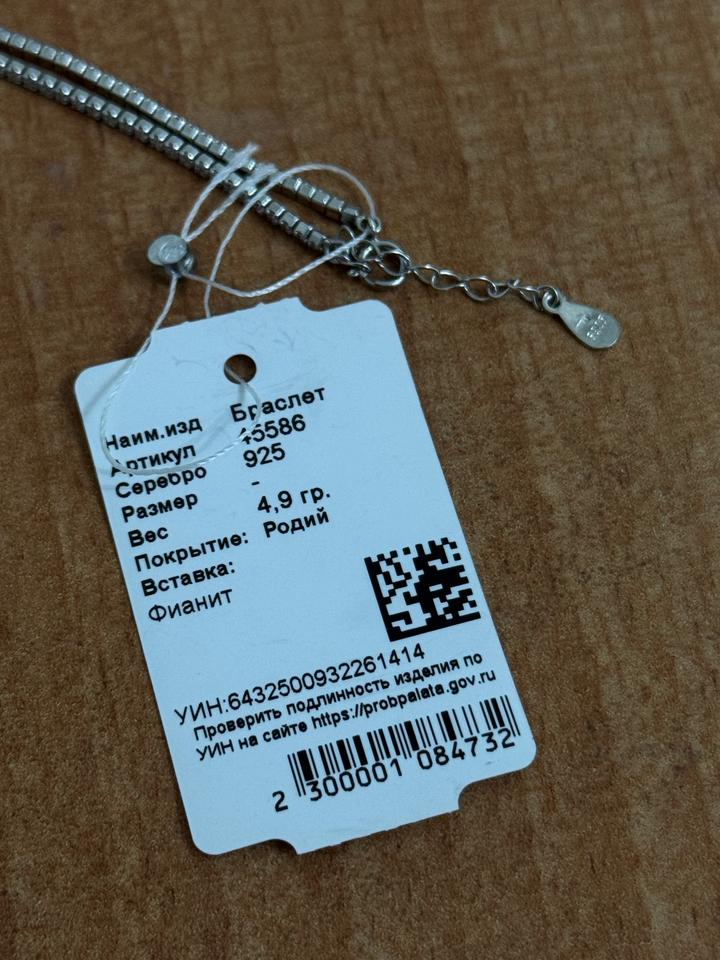 Наим.изд Браслет
Артикул 45586
Серебро 925
Размер -
Вес 4,9 гр.
Покрытие: Родий
Вставка:
Фианит
УИН:6432500932261414
Проверить подлинность изделия по
УИН на сайте https://probpalata.gov.ru
2 300001 084732